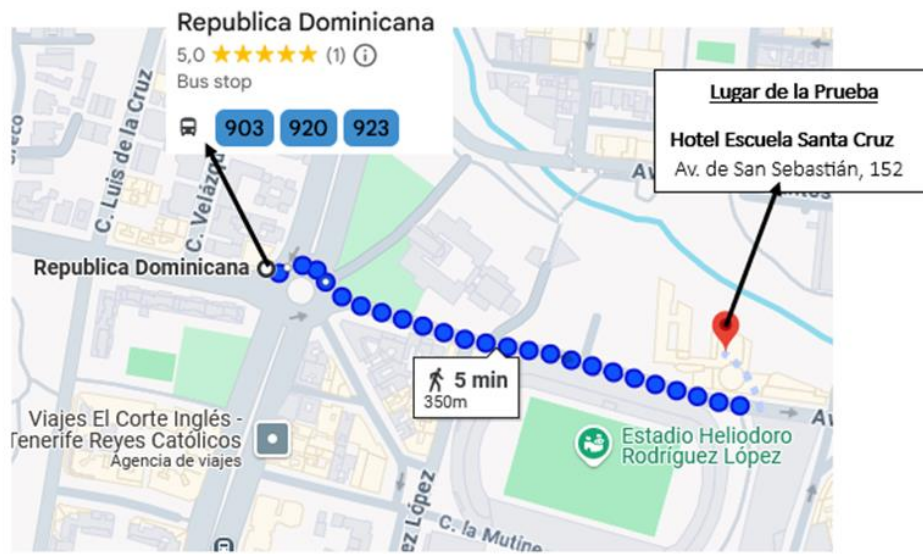 Republica Dominicana
5,0 ★★★★★ (1)
Bus stop
903 920 923
Lugar de la Prueba
Hotel Escuela Santa Cruz
Av. de San Sebastián, 152
C. Luis de la Cruz
C. Velázq
Av
Republica Dominicana
5 min
350m
Viajes El Corte Inglés -
Tenerife Reyes Católicos
Agencia de viajes
Estadio Heliodoro
Rodríguez López
Av
ez López
C. la Mutine